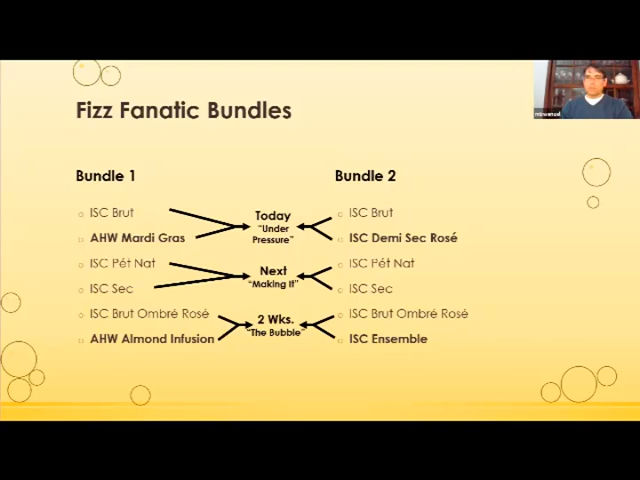 Fizz Fanatic Bundles
Bundle 1
ISC Brut
AHW Mardi Gras
ISC Pét Nat
ISC Sec
ISC Brut Ombré Rosé
AHW Almond Infusion
Today
"Under
Pressure"
Next
"Making It"
2 Wks.
"The Bubble"
Bundle 2
ISC Brut
ISC Demi Sec Rosé
ISC Pét Nat
ISC Sec
ISC Brut Ombré Rosé
ISC Ensemble